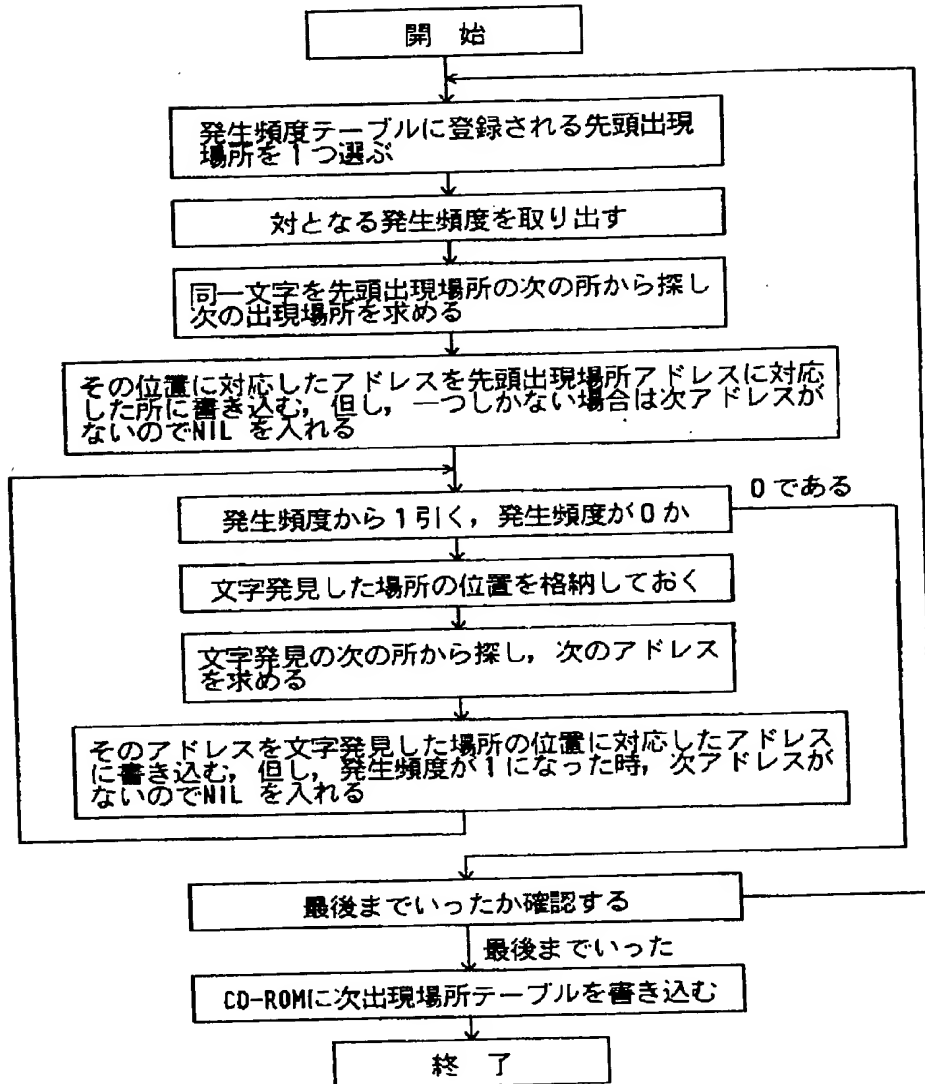 開 始
発生頻度テーブルに登録される先頭出現
場所を1つ選ぶ
対となる発生頻度を取り出す
同一文字を先頭出現場所の次の所から探し
次の出現場所を求める
その位置に対応したアドレスを先頭出現場所アドレスに対応
した所に書き込む，但し，一つしかない場合は次アドレスが
ないのでNIL を入れる
0である
発生頻度から1引く，発生頻度が0か
文字発見した場所の位置を格納しておく
文字発見の次の所から探し，次のアドレス
を求める
そのアドレスを文字発見した場所の位置に対応したアドレス
に書き込む，但し，発生頻度が1になった時，次アドレスが
ないのでNIL を入れる
最後までいったか確認する
最後までいった
CD-ROMに次出現場所テーブルを書き込む
終 了